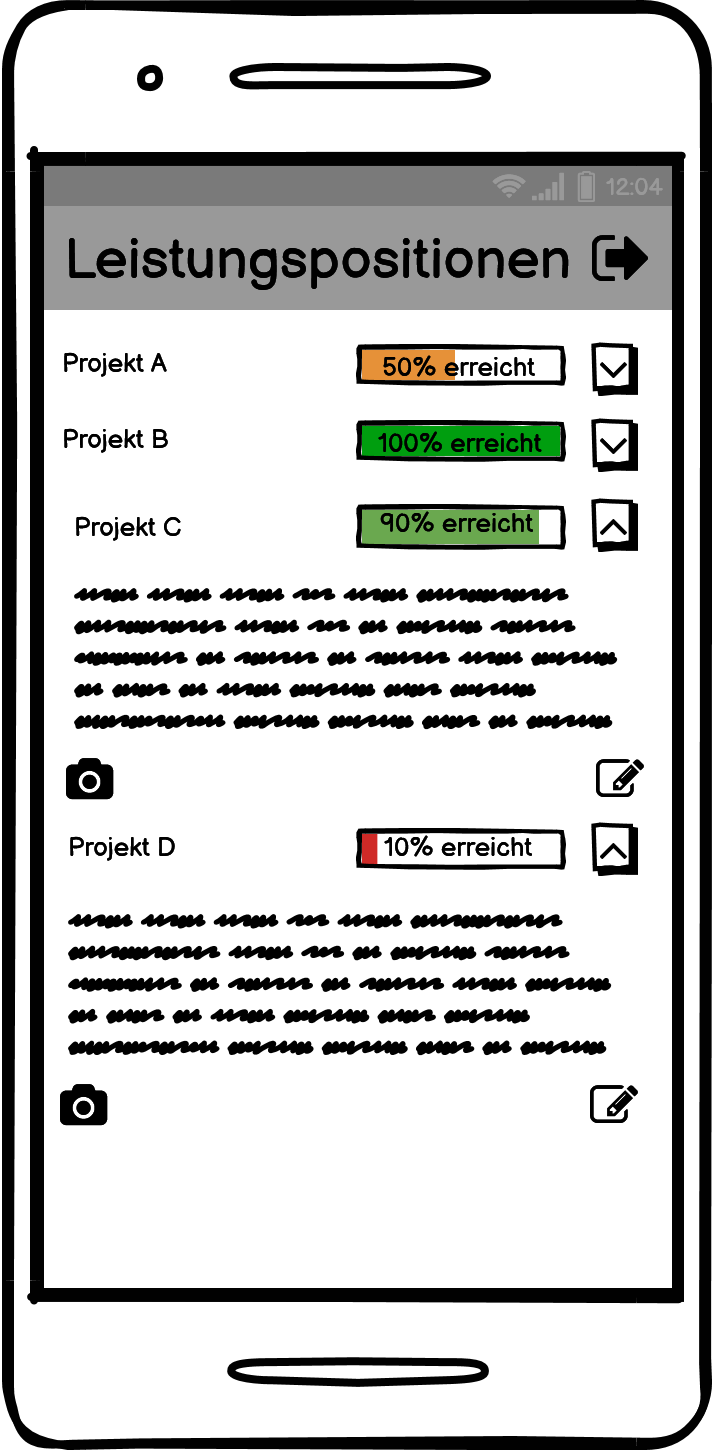 12:04
Leistungspositionen
Projekt A 50% erreicht
Projekt B 100% erreicht
Projekt C 90% erreicht
Projekt D 10% erreicht